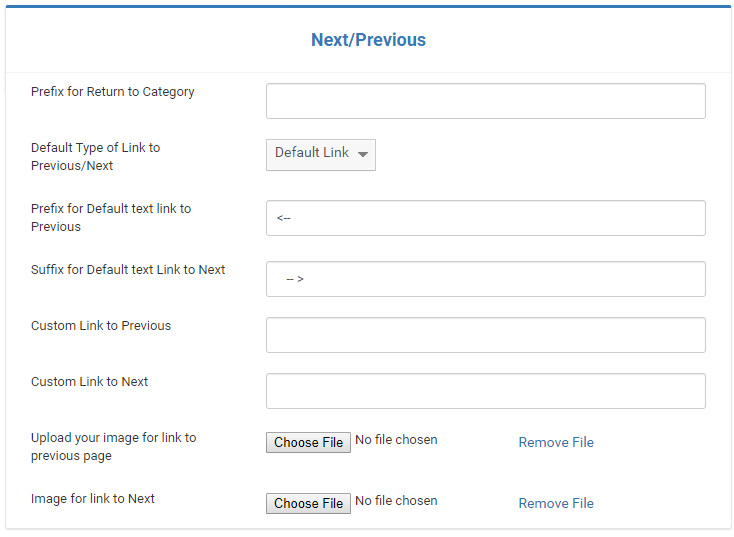 Next/Previous
Prefix for Return to Category
Default Type of Link to
Previous/Next
Default Link
Prefix for Default text link to
Previous
<--
Suffix for Default text Link to Next
-- >
Custom Link to Previous
Custom Link to Next
Upload your image for link to
previous page
Choose File No file chosen Remove File
Image for link to Next
Choose File No file chosen Remove File